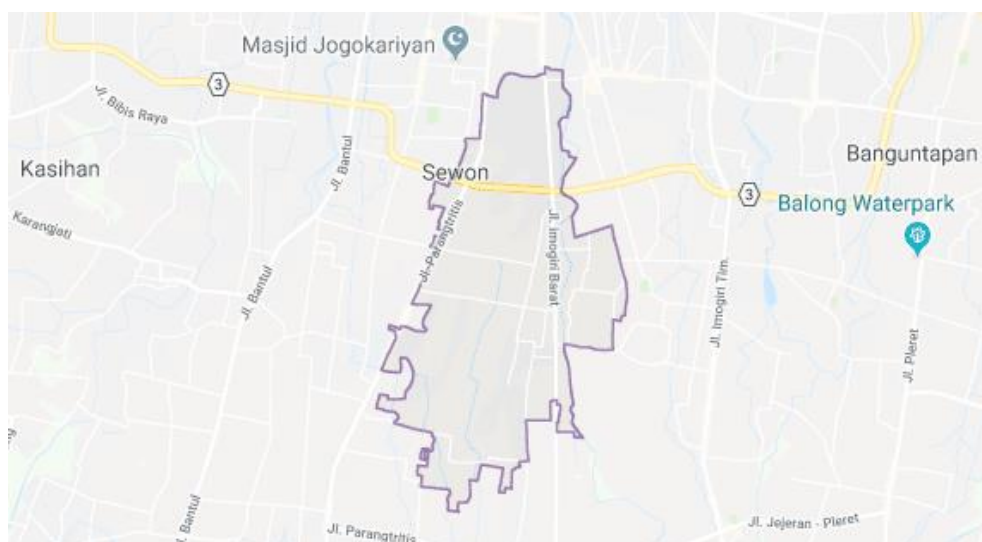 Masjid Jogokariyan
3
Jl. Bibis Raya
Jl. Bantul
Kasihan
Sewon
Banguntapan
3
Balong Waterpark
Karangjati
Jl. Parangtritis
Jl. Imogiri Barat
Jl. Bantul
Jl. Imogiri Tim.
Jl. Pleret
Jl. Bantul
Jl. Parangtritis
Jl. Jejeran - Pleret